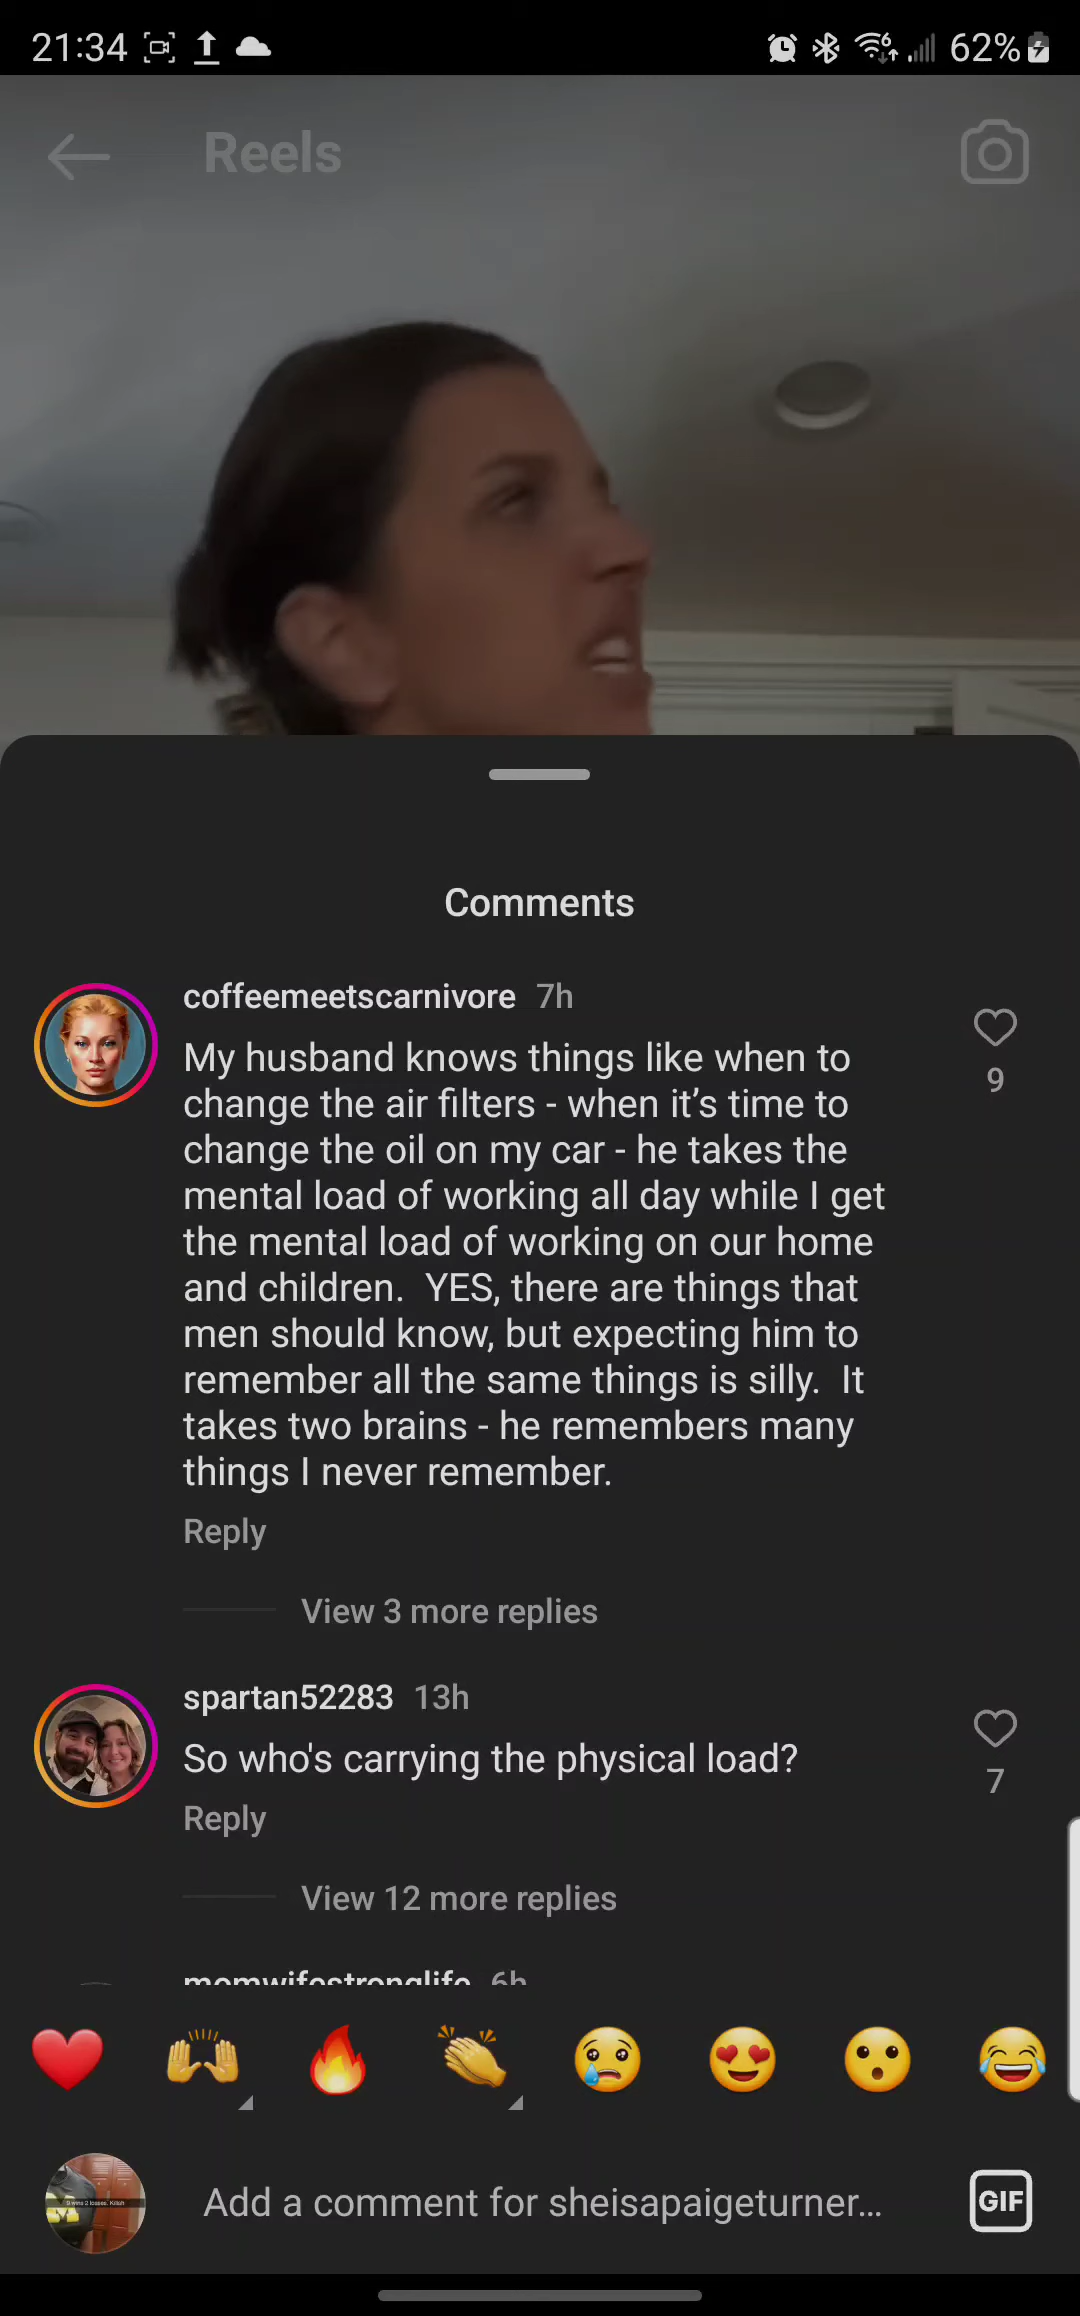 21:34
62%
Reels
Comments
coffeemeetscarnivore 7h
My husband knows things like when to
change the air filters - when it’s time to
change the oil on my car - he takes the
mental load of working all day while I get
the mental load of working on our home
and children.  YES, there are things that
men should know, but expecting him to
remember all the same things is silly.  It
takes two brains - he remembers many
things I never remember.
9
Reply
View 3 more replies
spartan52283 13h
So who's carrying the physical load?
7
Reply
View 12 more replies
momwifestronglife 6h
Add a comment for sheisapaigeturner...
GIF